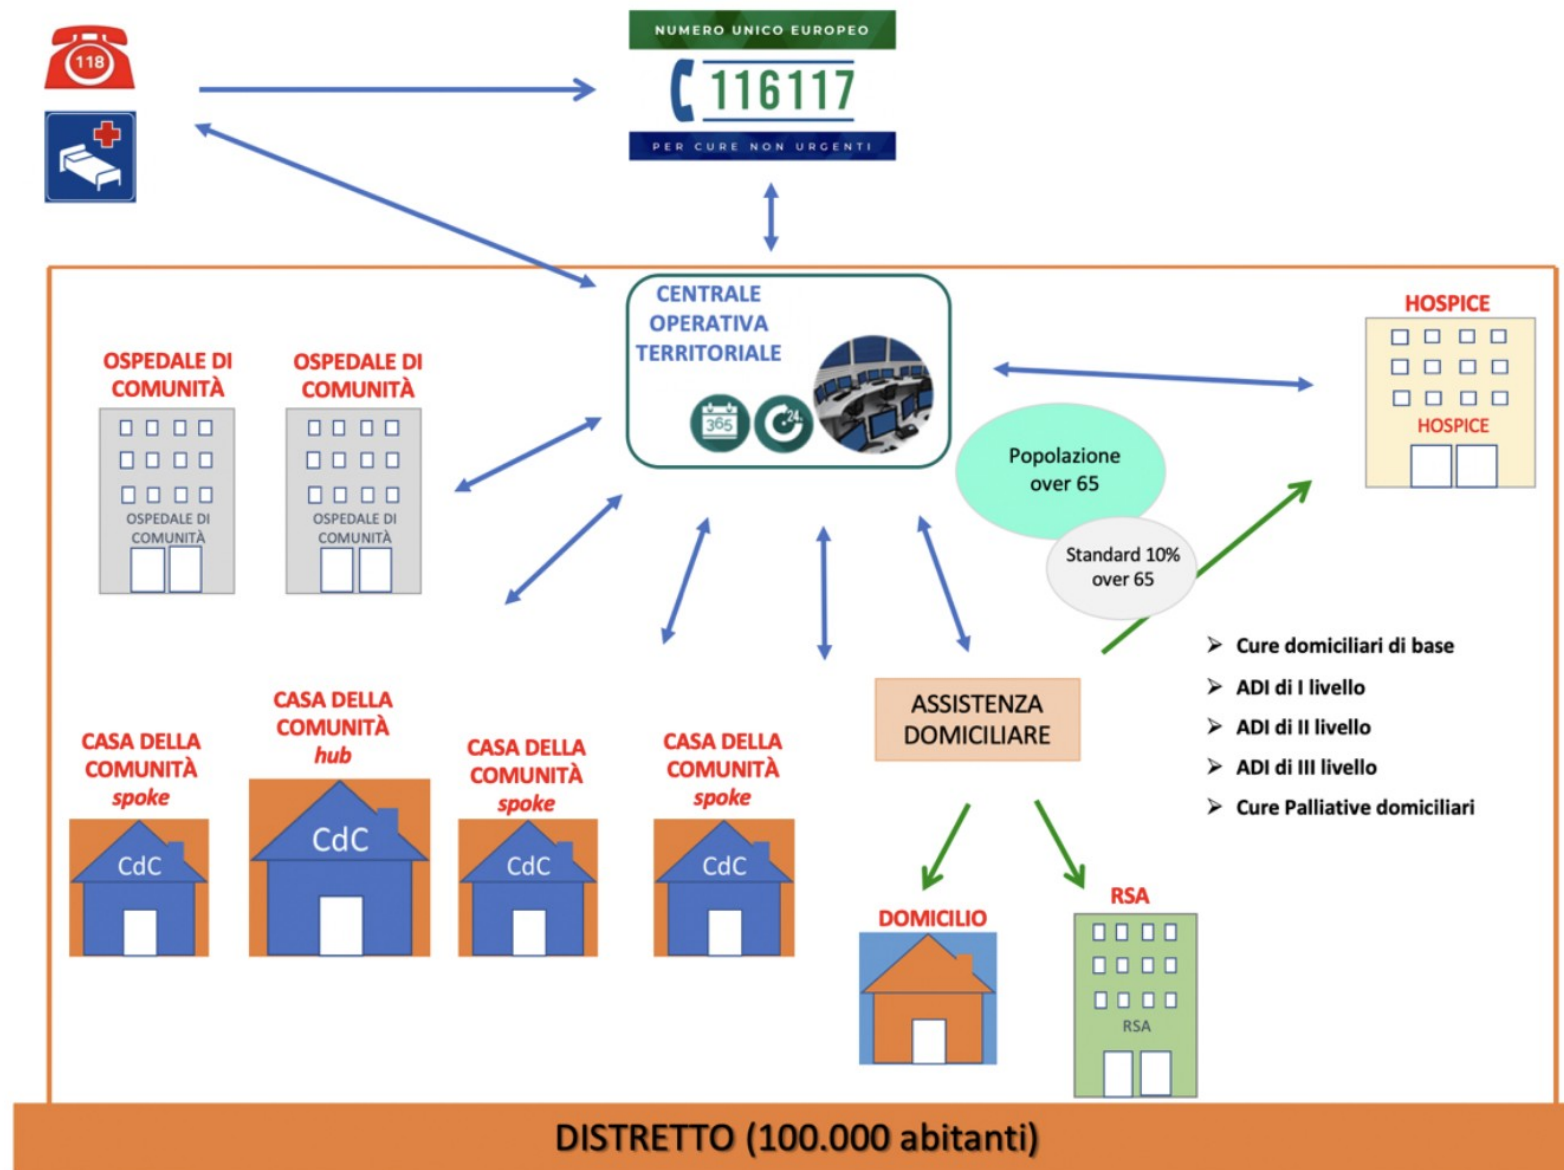 118
NUMERO UNICO EUROPEO
116117
PER CURE NON URGENTI
CENTRALE
OPERATIVA
TERRITORIALE
365
24h
HOSPICE
HOSPICE
OSPEDALE DI
COMUNITÀ
OSPEDALE DI
COMUNITÀ
OSPEDALE DI
COMUNITÀ
OSPEDALE DI
COMUNITÀ
Popolazione
over 65
Standard 10%
over 65
Cure domiciliari di base
ADI di I livello
ADI di II livello
ADI di III livello
Cure Palliative domiciliari
ASSISTENZA
DOMICILIARE
CASA DELLA
COMUNITÀ
spoke
CdC
CASA DELLA
COMUNITÀ
hub
CdC
CASA DELLA
COMUNITÀ
spoke
CdC
CASA DELLA
COMUNITÀ
spoke
CdC
DOMICILIO
RSA
RSA
DISTRETTO (100.000 abitanti)